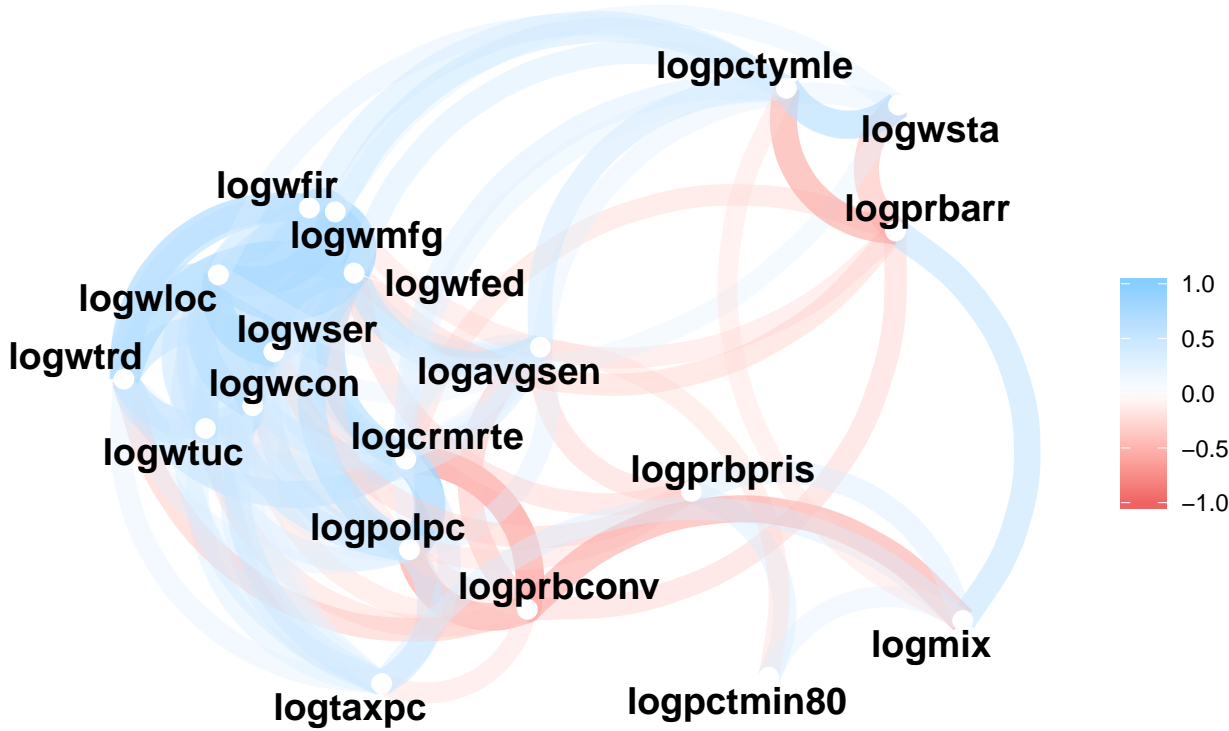 logpctymle
logwsta
logwfir
logprbarr
logwmfg
logwfed
logwloc
logwser
logwtrd
logavgsen
logwcon
logcrmrte
logwtuc
logprbpris
logpolpc
logprbconv
logmix
logtaxpc
logpctmin80
1.0
0.5
0.0
−0.5
−1.0